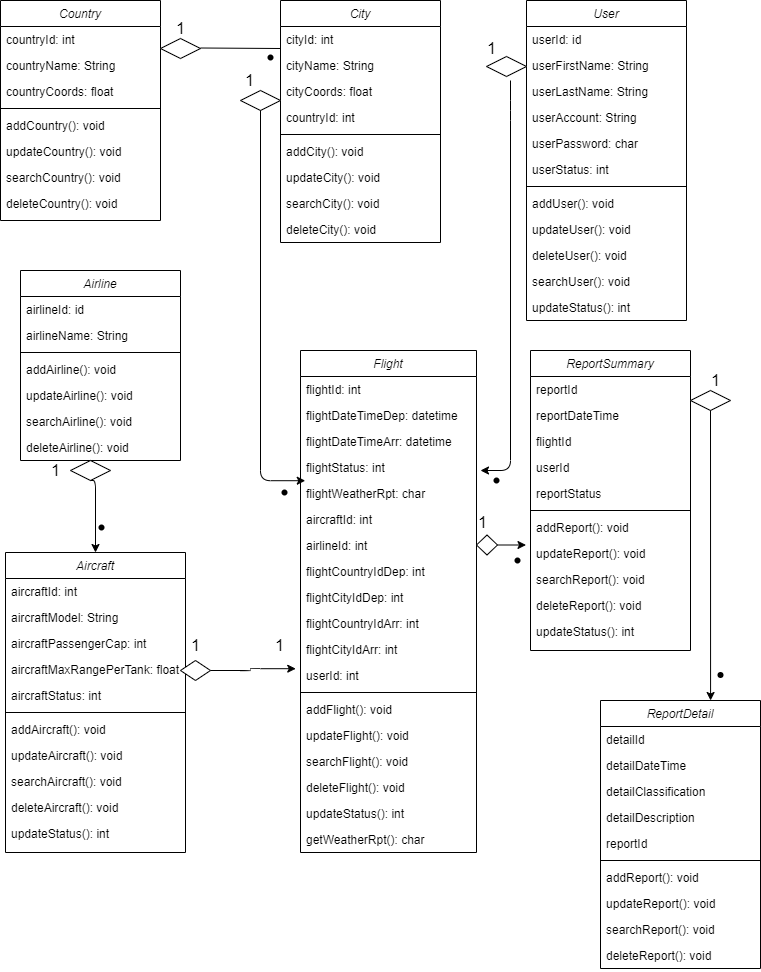 Country
countryId: int
countryName: String
countryCoords: float
addCountry(): void
updateCountry(): void
searchCountry(): void
deleteCountry(): void
1
City
cityId: int
cityName: String
cityCoords: float
countryId: int
addCity(): void
updateCity(): void
searchCity(): void
deleteCity(): void
1
User
userId: id
userFirstName: String
userLastName: String
userAccount: String
userPassword: char
userStatus: int
addUser(): void
updateUser(): void
deleteUser(): void
searchUser(): void
updateStatus(): int
1
Airline
airlineId: id
airlineName: String
addAirline(): void
updateAirline(): void
searchAirline(): void
deleteAirline(): void
1
Flight
flightId: int
flightDateTimeDep: datetime
flightDateTimeArr: datetime
flightStatus: int
flightWeatherRpt: char
aircraftId: int
airlineId: int
flightCountryIdDep: int
flightCityIdDep: int
flightCountryIdArr: int
flightCityIdArr: int
userId: int
addFlight(): void
updateFlight(): void
searchFlight(): void
deleteFlight(): void
updateStatus(): int
getWeatherRpt(): char
1
ReportSummary
reportId
reportDateTime
flightId
userId
reportStatus
addReport(): void
updateReport(): void
searchReport(): void
deleteReport(): void
updateStatus(): int
1
Aircraft
aircraftId: int
aircraftModel: String
aircraftPassengerCap: int
aircraftMaxRangePerTank: float
aircraftStatus: int
addAircraft(): void
updateAircraft(): void
searchAircraft(): void
deleteAircraft(): void
updateStatus(): int
1
1
ReportDetail
detailId
detailDateTime
detailClassification
detailDescription
reportId
addReport(): void
updateReport(): void
searchReport(): void
deleteReport(): void